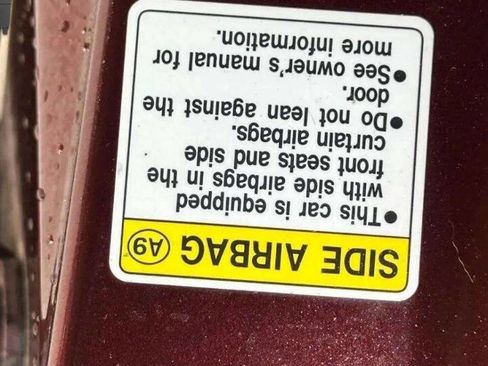 SIDE AIRBAG A9
•This car is equipped
with side airbags in the
front seats and side
curtain airbags.
•Do not lean against the
door.
•See owner's manual for
more information.